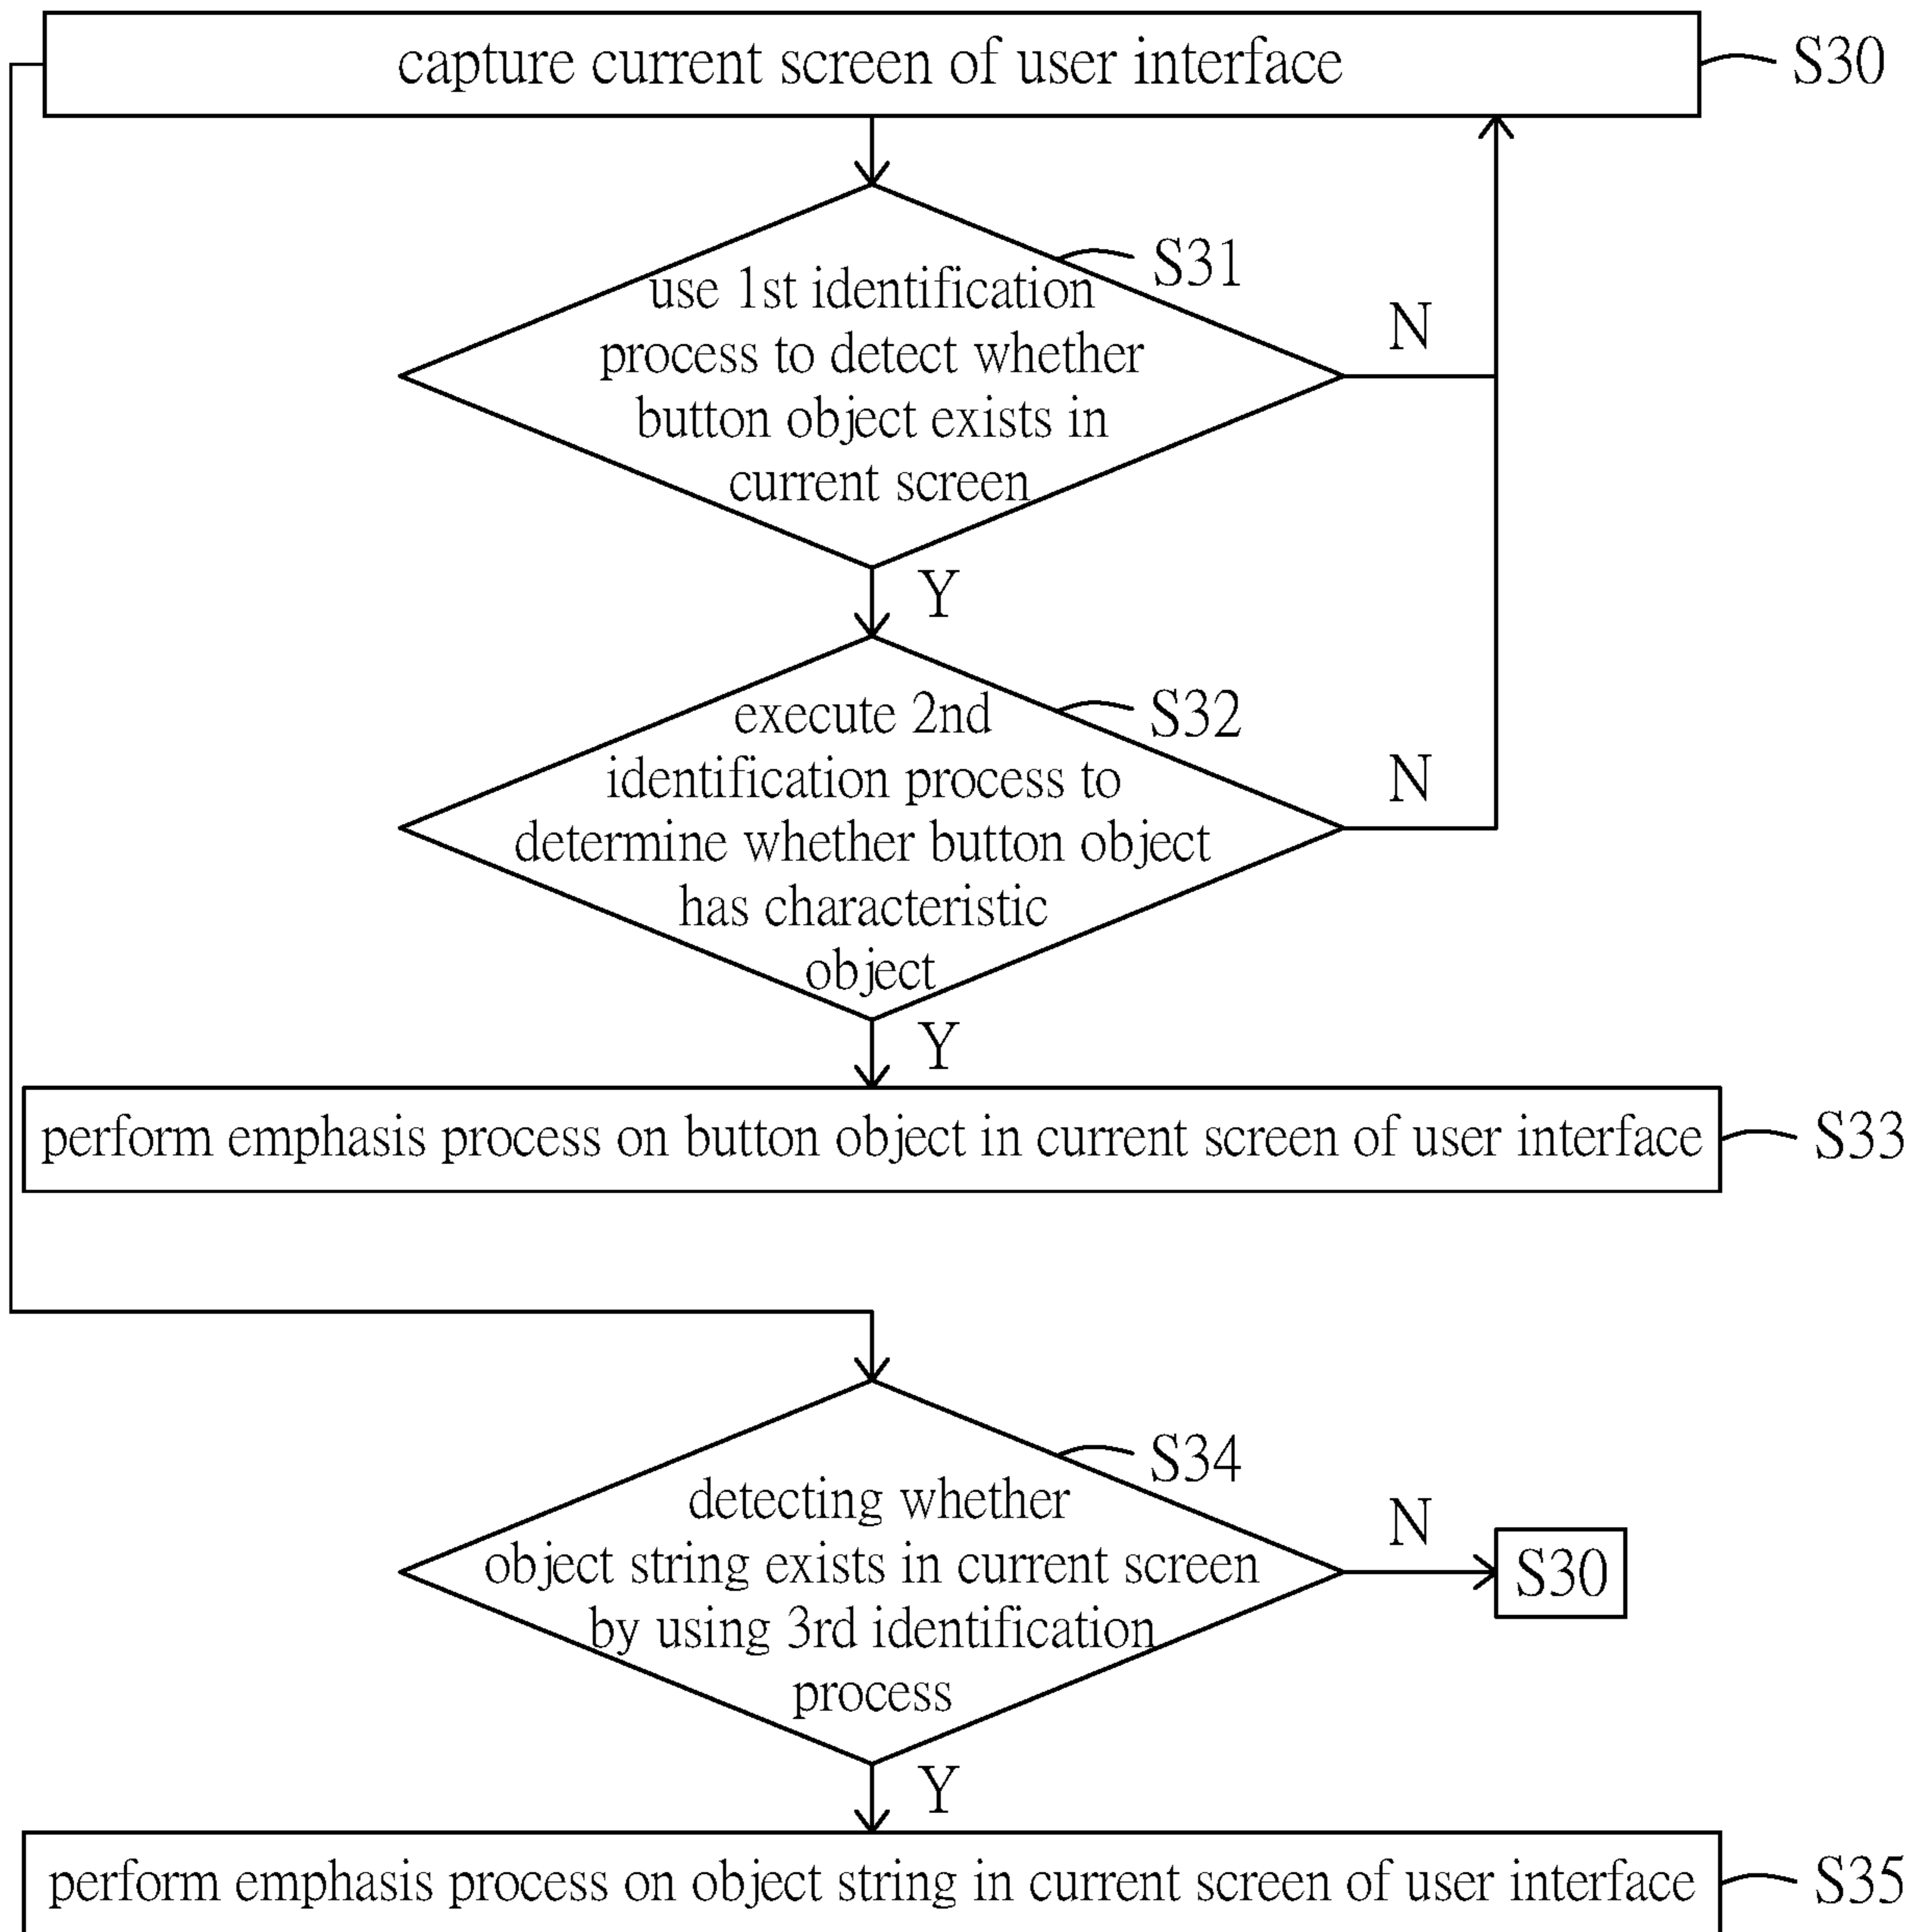 capture current screen of user interface
S30
S31
use 1st identification
process to detect whether
button object exists in
current screen
N
Y
S32
execute 2nd
identification process to
determine whether button object
has characteristic
object
N
Y
perform emphasis process on button object in current screen of user interface
S33
S34
detecting whether
object string exists in current screen
by using 3rd identification
process
N
S30
Y
perform emphasis process on object string in current screen of user interface
S35